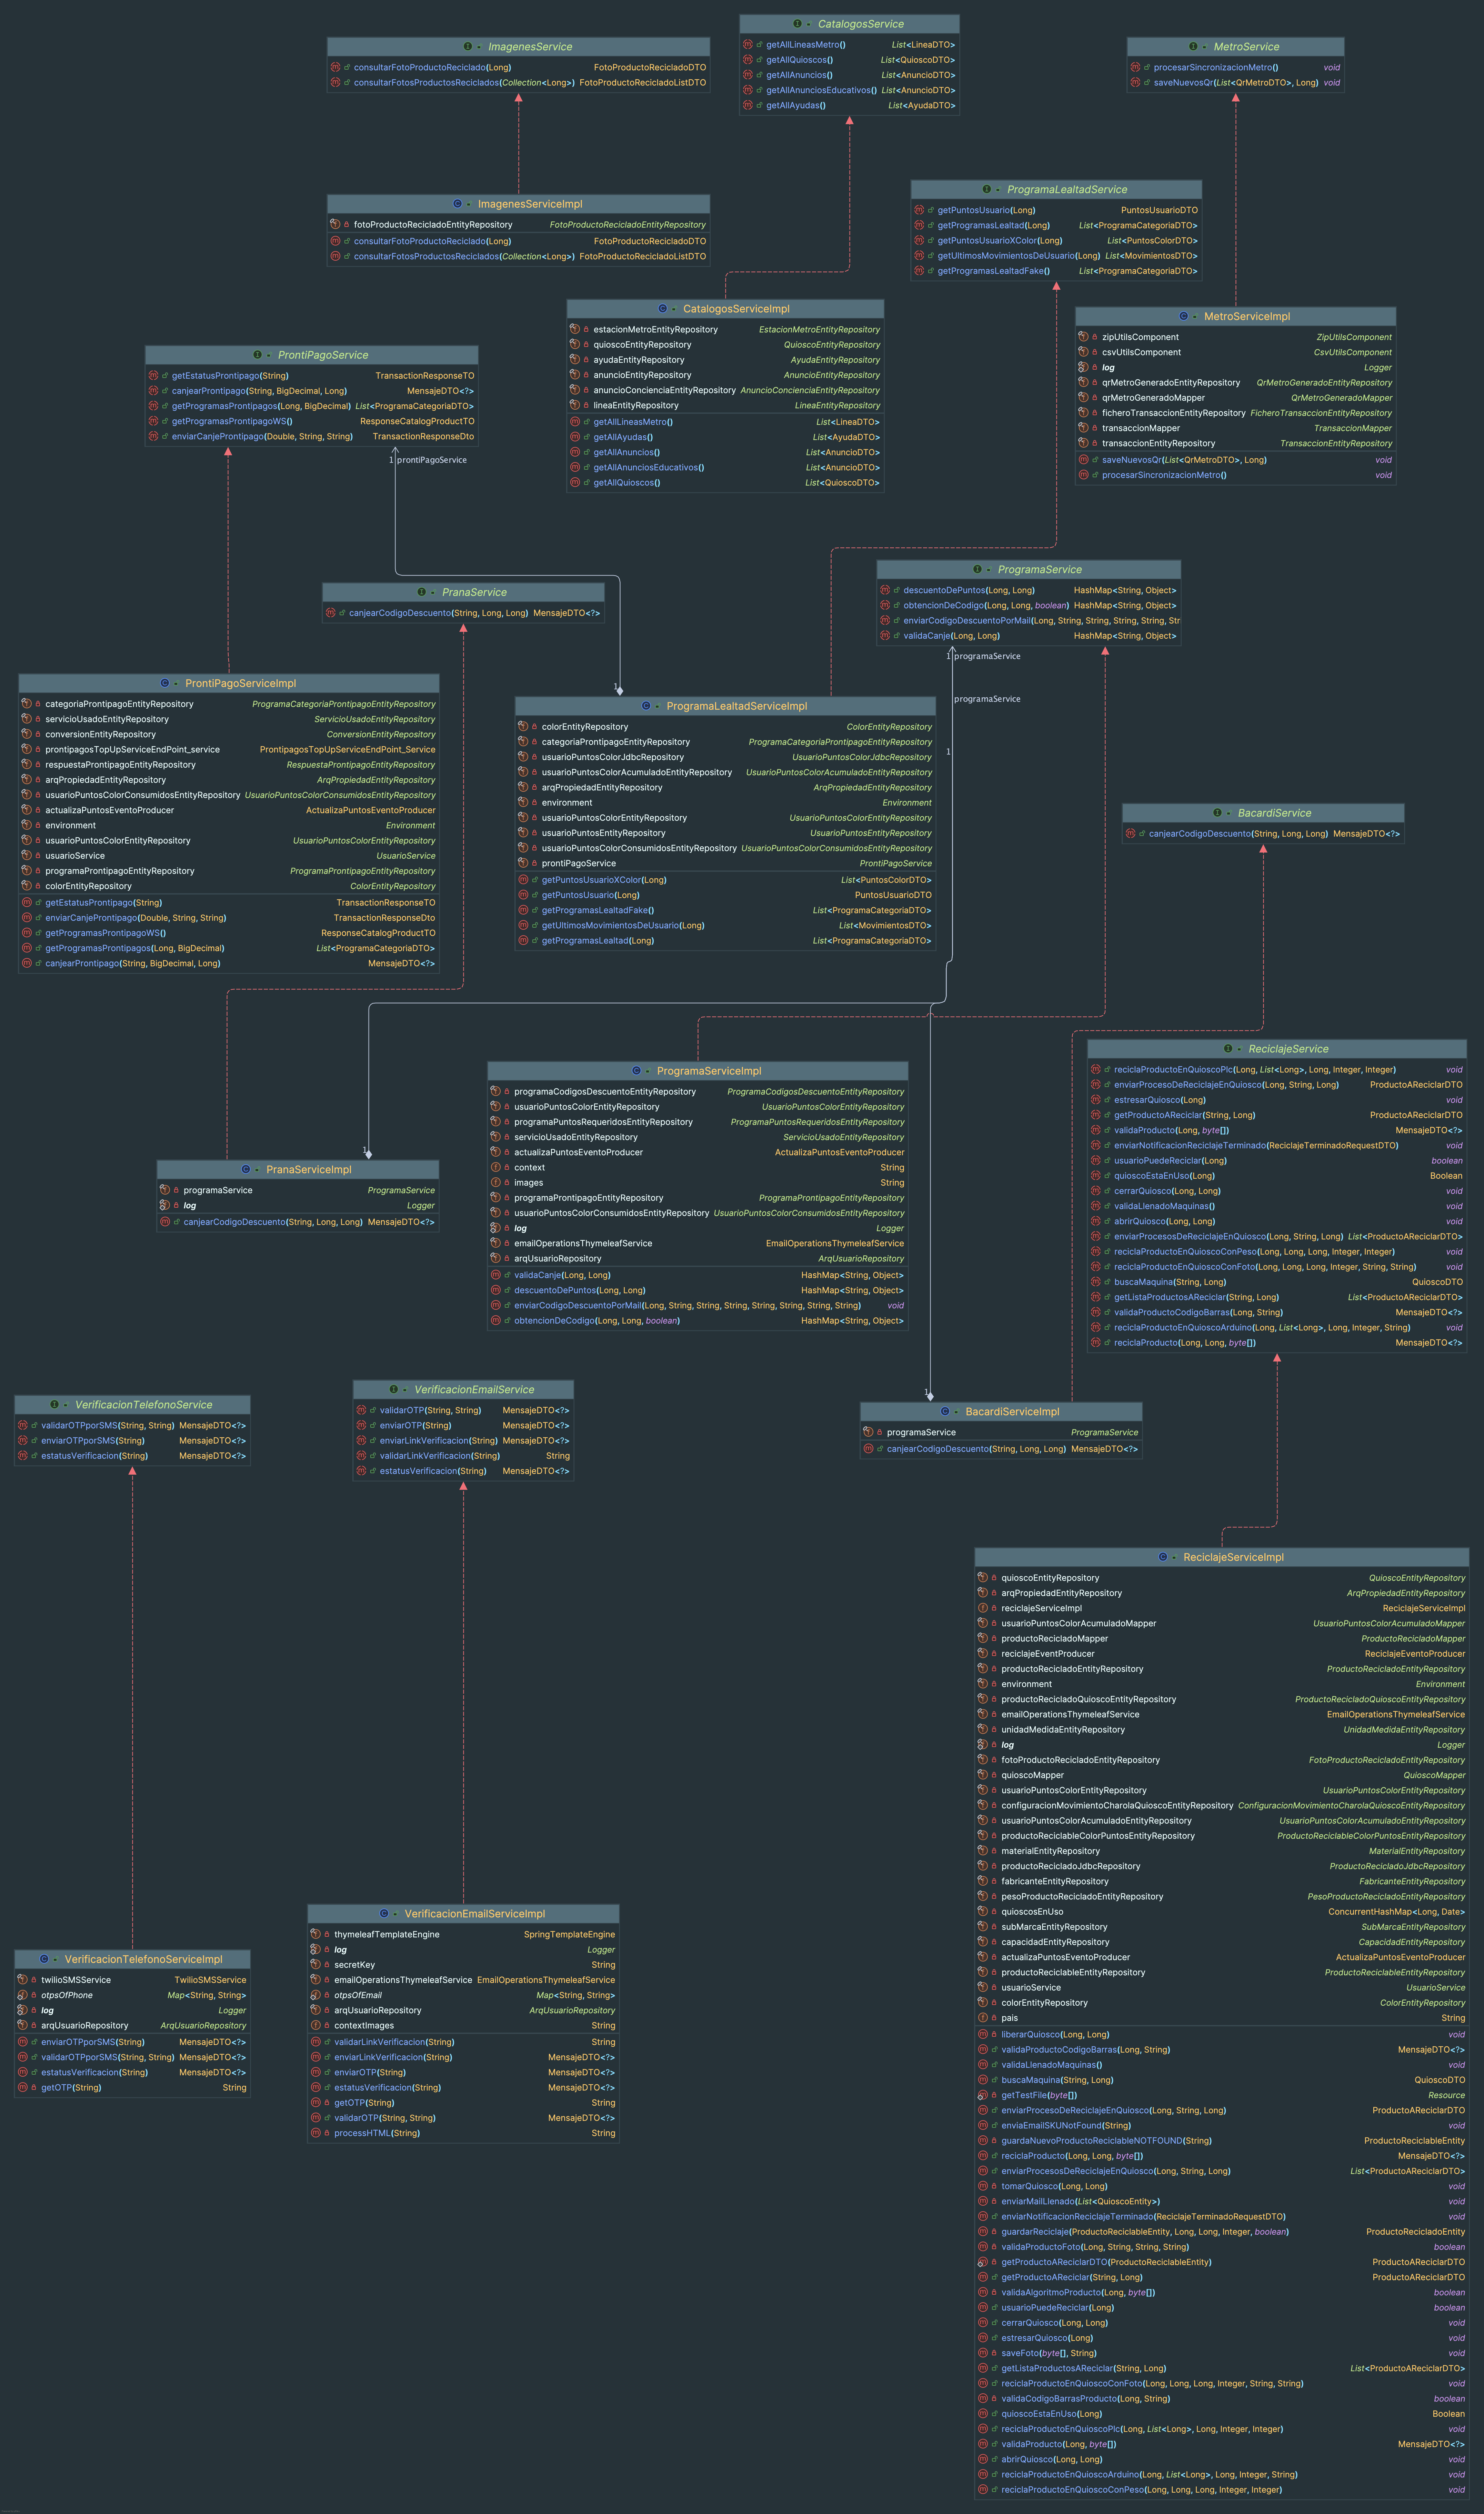 CatalogosService
getAllLineasMetro() List<LineaDTO>
getAllQuioscos() List<QuioscoDTO>
getAllAnuncios() List<AnuncioDTO>
getAllAnunciosEducativos() List<AnuncioDTO>
getAllAyudas() List<AyudaDTO>
ImagenesService
consultarFotoProductoReciclado(Long) FotoProductoRecicladoDTO
consultarFotosProductosReciclados(Collection<Long>) FotoProductoRecicladoListDTO
MetroService
procesarSincronizacionMetro() void
saveNuevosQr(List<QrMetroDTO>, Long) void
ProgramaLealtadService
getPuntosUsuario(Long) PuntosUsuarioDTO
getProgramasLealtad(Long) List<ProgramaCategoriaDTO>
getPuntosUsuarioXColor(Long) List<PuntosColorDTO>
getUltimosMovimientosDeUsuario(Long) List<MovimientosDTO>
getProgramasLealtadFake() List<ProgramaCategoriaDTO>
ImagenesServiceImpl
fotoProductoRecicladoEntityRepository FotoProductoRecicladoEntityRepository
consultarFotoProductoReciclado(Long) FotoProductoRecicladoDTO
consultarFotosProductosReciclados(Collection<Long>) FotoProductoRecicladoListDTO
CatalogosServiceImpl
estacionMetroEntityRepository EstacionMetroEntityRepository
quioscoEntityRepository QuioscoEntityRepository
ayudaEntityRepository AyudaEntityRepository
anuncioEntityRepository AnuncioEntityRepository
anuncioConcienciaEntityRepository AnuncioConcienciaEntityRepository
lineaEntityRepository LineaEntityRepository
getAllLineasMetro() List<LineaDTO>
getAllAyudas() List<AyudaDTO>
getAllAnuncios() List<AnuncioDTO>
getAllAnunciosEducativos() List<AnuncioDTO>
getAllQuioscos() List<QuioscoDTO>
MetroServiceImpl
zipUtilsComponent ZipUtilsComponent
csvUtilsComponent CsvUtilsComponent
log Logger
qrMetroGeneradoEntityRepository QrMetroGeneradoEntityRepository
qrMetroGeneradoMapper QrMetroGeneradoMapper
ficheroTransaccionEntityRepository FicheroTransaccionEntityRepository
transaccionMapper TransaccionMapper
transaccionEntityRepository TransaccionEntityRepository
saveNuevosQr(List<QrMetroDTO>, Long) void
procesarSincronizacionMetro() void
ProntiPagoService
getEstatusProntipago(String) TransactionResponseTO
canjearProntipago(String, BigDecimal, Long) MensajeDTO<?>
getProgramasProntipagos(Long, BigDecimal) List<ProgramaCategoriaDTO>
getProgramasProntipagoWS() ResponseCatalogProductTO
enviarCanjeProntipago(Double, String, String) TransactionResponseDto
1 prontiPagoService
PranaService
canjearCodigoDescuento(String, Long, Long) MensajeDTO<?>
1
ProgramaService
descuentoDePuntos(Long, Long) HashMap<String, Object>
obtencionDeCodigo(Long, Long, boolean) HashMap<String, Object>
enviarCodigoDescuentoPorMail(Long, String, String, String, String, Str
validaCanje(Long, Long) HashMap<String, Object>
1 programaService
programaService
1
ProntiPagoServiceImpl
categoriaProntipagoEntityRepository ProgramaCategoriaProntipagoEntityRepository
servicioUsadoEntityRepository ServicioUsadoEntityRepository
conversionEntityRepository ConversionEntityRepository
prontipagosTopUpServiceEndPoint_service ProntipagosTopUpServiceEndPoint_Service
respuestaProntipagoEntityRepository RespuestaProntipagoEntityRepository
arqPropiedadEntityRepository ArqPropiedadEntityRepository
usuarioPuntosColorConsumidosEntityRepository UsuarioPuntosColorConsumidosEntityRepository
actualizaPuntosEventoProducer ActualizaPuntosEventoProducer
environment Environment
usuarioPuntosColorEntityRepository UsuarioPuntosColorEntityRepository
usuarioService UsuarioService
programaProntipagoEntityRepository ProgramaProntipagoEntityRepository
colorEntityRepository ColorEntityRepository
getEstatusProntipago(String) TransactionResponseTO
enviarCanjeProntipago(Double, String, String) TransactionResponseDto
getProgramasProntipagoWS() ResponseCatalogProductTO
getProgramasProntipagos(Long, BigDecimal) List<ProgramaCategoriaDTO>
canjearProntipago(String, BigDecimal, Long) MensajeDTO<?>
ProgramaLealtadServiceImpl
colorEntityRepository ColorEntityRepository
categoriaProntipagoEntityRepository ProgramaCategoriaProntipagoEntityRepository
usuarioPuntosColorJdbcRepository UsuarioPuntosColorJdbcRepository
usuarioPuntosColorAcumuladoEntityRepository UsuarioPuntosColorAcumuladoEntityRepository
arqPropiedadEntityRepository ArqPropiedadEntityRepository
environment Environment
usuarioPuntosColorEntityRepository UsuarioPuntosColorEntityRepository
usuarioPuntosEntityRepository UsuarioPuntosEntityRepository
usuarioPuntosColorConsumidosEntityRepository UsuarioPuntosColorConsumidosEntityRepository
prontiPagoService ProntiPagoService
getPuntosUsuarioXColor(Long) List<PuntosColorDTO>
getPuntosUsuario(Long) PuntosUsuarioDTO
getProgramasLealtadFake() List<ProgramaCategoriaDTO>
getUltimosMovimientosDeUsuario(Long) List<MovimientosDTO>
getProgramasLealtad(Long) List<ProgramaCategoriaDTO>
BacardiService
canjearCodigoDescuento(String, Long, Long) MensajeDTO<?>
ProgramaServiceImpl
programaCodigosDescuentoEntityRepository ProgramaCodigosDescuentoEntityRepository
usuarioPuntosColorEntityRepository UsuarioPuntosColorEntityRepository
programaPuntosRequeridosEntityRepository ProgramaPuntosRequeridosEntityRepository
servicioUsadoEntityRepository ServicioUsadoEntityRepository
actualizaPuntosEventoProducer ActualizaPuntosEventoProducer
context String
images String
programaProntipagoEntityRepository ProgramaProntipagoEntityRepository
usuarioPuntosColorConsumidosEntityRepository UsuarioPuntosColorConsumidosEntityRepository
log Logger
emailOperationsThymeleafService EmailOperationsThymeleafService
arqUsuarioRepository ArqUsuarioRepository
validaCanje(Long, Long) HashMap<String, Object>
descuentoDePuntos(Long, Long) HashMap<String, Object>
enviarCodigoDescuentoPorMail(Long, String, String, String, String, String, String, String) void
obtencionDeCodigo(Long, Long, boolean) HashMap<String, Object>
1
PranaServiceImpl
programaService ProgramaService
log Logger
canjearCodigoDescuento(String, Long, Long) MensajeDTO<?>
ReciclajeService
reciclaProductoEnQuioscoPlc(Long, List<Long>, Long, Integer, Integer) void
enviarProcesoDeReciclajeEnQuiosco(Long, String, Long) ProductoAReciclarDTO
estresarQuiosco(Long) void
getProductoAReciclar(String, Long) ProductoAReciclarDTO
validaProducto(Long, byte[]) MensajeDTO<?>
enviarNotificacionReciclajeTerminado(ReciclajeTerminadoRequestDTO) void
usuarioPuedeReciclar(Long) boolean
quioscoEstaEnUso(Long) Boolean
cerrarQuiosco(Long, Long) void
validaLlenadoMaquinas() void
abrirQuiosco(Long, Long) void
enviarProcesosDeReciclajeEnQuiosco(Long, String, Long) List<ProductoAReciclarDTO>
reciclaProductoEnQuioscoConPeso(Long, Long, Long, Integer, Integer) void
reciclaProductoEnQuioscoConFoto(Long, Long, Long, Integer, String, String) void
buscaMaquina(String, Long) QuioscoDTO
getListaProductosAReciclar(String, Long) List<ProductoAReciclarDTO>
validaProductoCodigoBarras(Long, String) MensajeDTO<?>
reciclaProductoEnQuioscoArduino(Long, List<Long>, Long, Integer, String) void
reciclaProducto(Long, Long, byte[]) MensajeDTO<?>
VerificacionTelefonoService
validarOTPporSMS(String, String) MensajeDTO<?>
enviarOTPporSMS(String) MensajeDTO<?>
estatusVerificacion(String) MensajeDTO<?>
VerificacionEmailService
validarOTP(String, String) MensajeDTO<?>
enviarOTP(String) MensajeDTO<?>
enviarLinkVerificacion(String) MensajeDTO<?>
validarLinkVerificacion(String) String
estatusVerificacion(String) MensajeDTO<?>
1
BacardiServiceImpl
programaService ProgramaService
canjearCodigoDescuento(String, Long, Long) MensajeDTO<?>
VerificacionTelefonoServiceImpl
twilioSMSService TwilioSMSService
otpsOfPhone Map<String, String>
log Logger
arqUsuarioRepository ArqUsuarioRepository
enviarOTPporSMS(String) MensajeDTO<?>
validarOTPporSMS(String, String) MensajeDTO<?>
estatusVerificacion(String) MensajeDTO<?>
getOTP(String) String
VerificacionEmailServiceImpl
thymeleafTemplateEngine SpringTemplateEngine
log Logger
secretKey String
emailOperationsThymeleafService EmailOperationsThymeleafService
otpsOfEmail Map<String, String>
arqUsuarioRepository ArqUsuarioRepository
contextImages String
validarLinkVerificacion(String) String
enviarLinkVerificacion(String) MensajeDTO<?>
enviarOTP(String) MensajeDTO<?>
estatusVerificacion(String) MensajeDTO<?>
getOTP(String) String
validarOTP(String, String) MensajeDTO<?>
processHTML(String) String
ReciclajeServiceImpl
quioscoEntityRepository QuioscoEntityRepository
arqPropiedadEntityRepository ArqPropiedadEntityRepository
reciclajeServiceImpl ReciclajeServiceImpl
usuarioPuntosColorAcumuladoMapper UsuarioPuntosColorAcumuladoMapper
productoRecicladoMapper ProductoRecicladoMapper
reciclajeEventProducer ReciclajeEventoProducer
productoRecicladoEntityRepository ProductoRecicladoEntityRepository
environment Environment
productoRecicladoQuioscoEntityRepository ProductoRecicladoQuioscoEntityRepository
emailOperationsThymeleafService EmailOperationsThymeleafService
unidadMedidaEntityRepository UnidadMedidaEntityRepository
log Logger
fotoProductoRecicladoEntityRepository FotoProductoRecicladoEntityRepository
quioscoMapper QuioscoMapper
usuarioPuntosColorEntityRepository UsuarioPuntosColorEntityRepository
configuracionMovimientoCharolaQuioscoEntityRepository ConfiguracionMovimientoCharolaQuioscoEntityRepository
usuarioPuntosColorAcumuladoEntityRepository UsuarioPuntosColorAcumuladoEntityRepository
productoReciclableColorPuntosEntityRepository ProductoReciclableColorPuntosEntityRepository
materialEntityRepository MaterialEntityRepository
productoRecicladoJdbcRepository ProductoRecicladoJdbcRepository
fabricanteEntityRepository FabricanteEntityRepository
pesoProductoRecicladoEntityRepository PesoProductoRecicladoEntityRepository
quioscosEnUso ConcurrentHashMap<Long, Date>
subMarcaEntityRepository SubMarcaEntityRepository
capacidadEntityRepository CapacidadEntityRepository
actualizaPuntosEventoProducer ActualizaPuntosEventoProducer
productoReciclableEntityRepository ProductoReciclableEntityRepository
usuarioService UsuarioService
colorEntityRepository ColorEntityRepository
pais String
liberarQuiosco(Long, Long) void
validaProductoCodigoBarras(Long, String) MensajeDTO<?>
validaLlenadoMaquinas() void
buscaMaquina(String, Long) QuioscoDTO
getTestFile(byte[]) Resource
enviarProcesoDeReciclajeEnQuiosco(Long, String, Long) ProductoAReciclarDTO
enviaEmailSKUNotFound(String) void
guardaNuevoProductoReciclableNOTFOUND(String) ProductoReciclableEntity
reciclaProducto(Long, Long, byte[]) MensajeDTO<?>
enviarProcesosDeReciclajeEnQuiosco(Long, String, Long) List<ProductoAReciclarDTO>
tomarQuiosco(Long, Long) void
enviarMailLlenado(List<QuioscoEntity>) void
enviarNotificacionReciclajeTerminado(ReciclajeTerminadoRequestDTO) void
guardarReciclaje(ProductoReciclableEntity, Long, Long, Integer, boolean) ProductoRecicladoEntity
validaProductoFoto(Long, String, String, String) boolean
getProductoAReciclarDTO(ProductoReciclableEntity) ProductoAReciclarDTO
getProductoAReciclar(String, Long) ProductoAReciclarDTO
validaAlgoritmoProducto(Long, byte[]) boolean
usuarioPuedeReciclar(Long) boolean
cerrarQuiosco(Long, Long) void
estresarQuiosco(Long) void
saveFoto(byte[], String) void
getListaProductosAReciclar(String, Long) List<ProductoAReciclarDTO>
reciclaProductoEnQuioscoConFoto(Long, Long, Long, Integer, String, String) void
validaCodigoBarrasProducto(Long, String) boolean
quioscoEstaEnUso(Long) Boolean
reciclaProductoEnQuioscoPlc(Long, List<Long>, Long, Integer, Integer) void
validaProducto(Long, byte[]) MensajeDTO<?>
abrirQuiosco(Long, Long) void
reciclaProductoEnQuioscoArduino(Long, List<Long>, Long, Integer, String) void
reciclaProductoEnQuioscoConPeso(Long, Long, Long, Integer, Integer) void